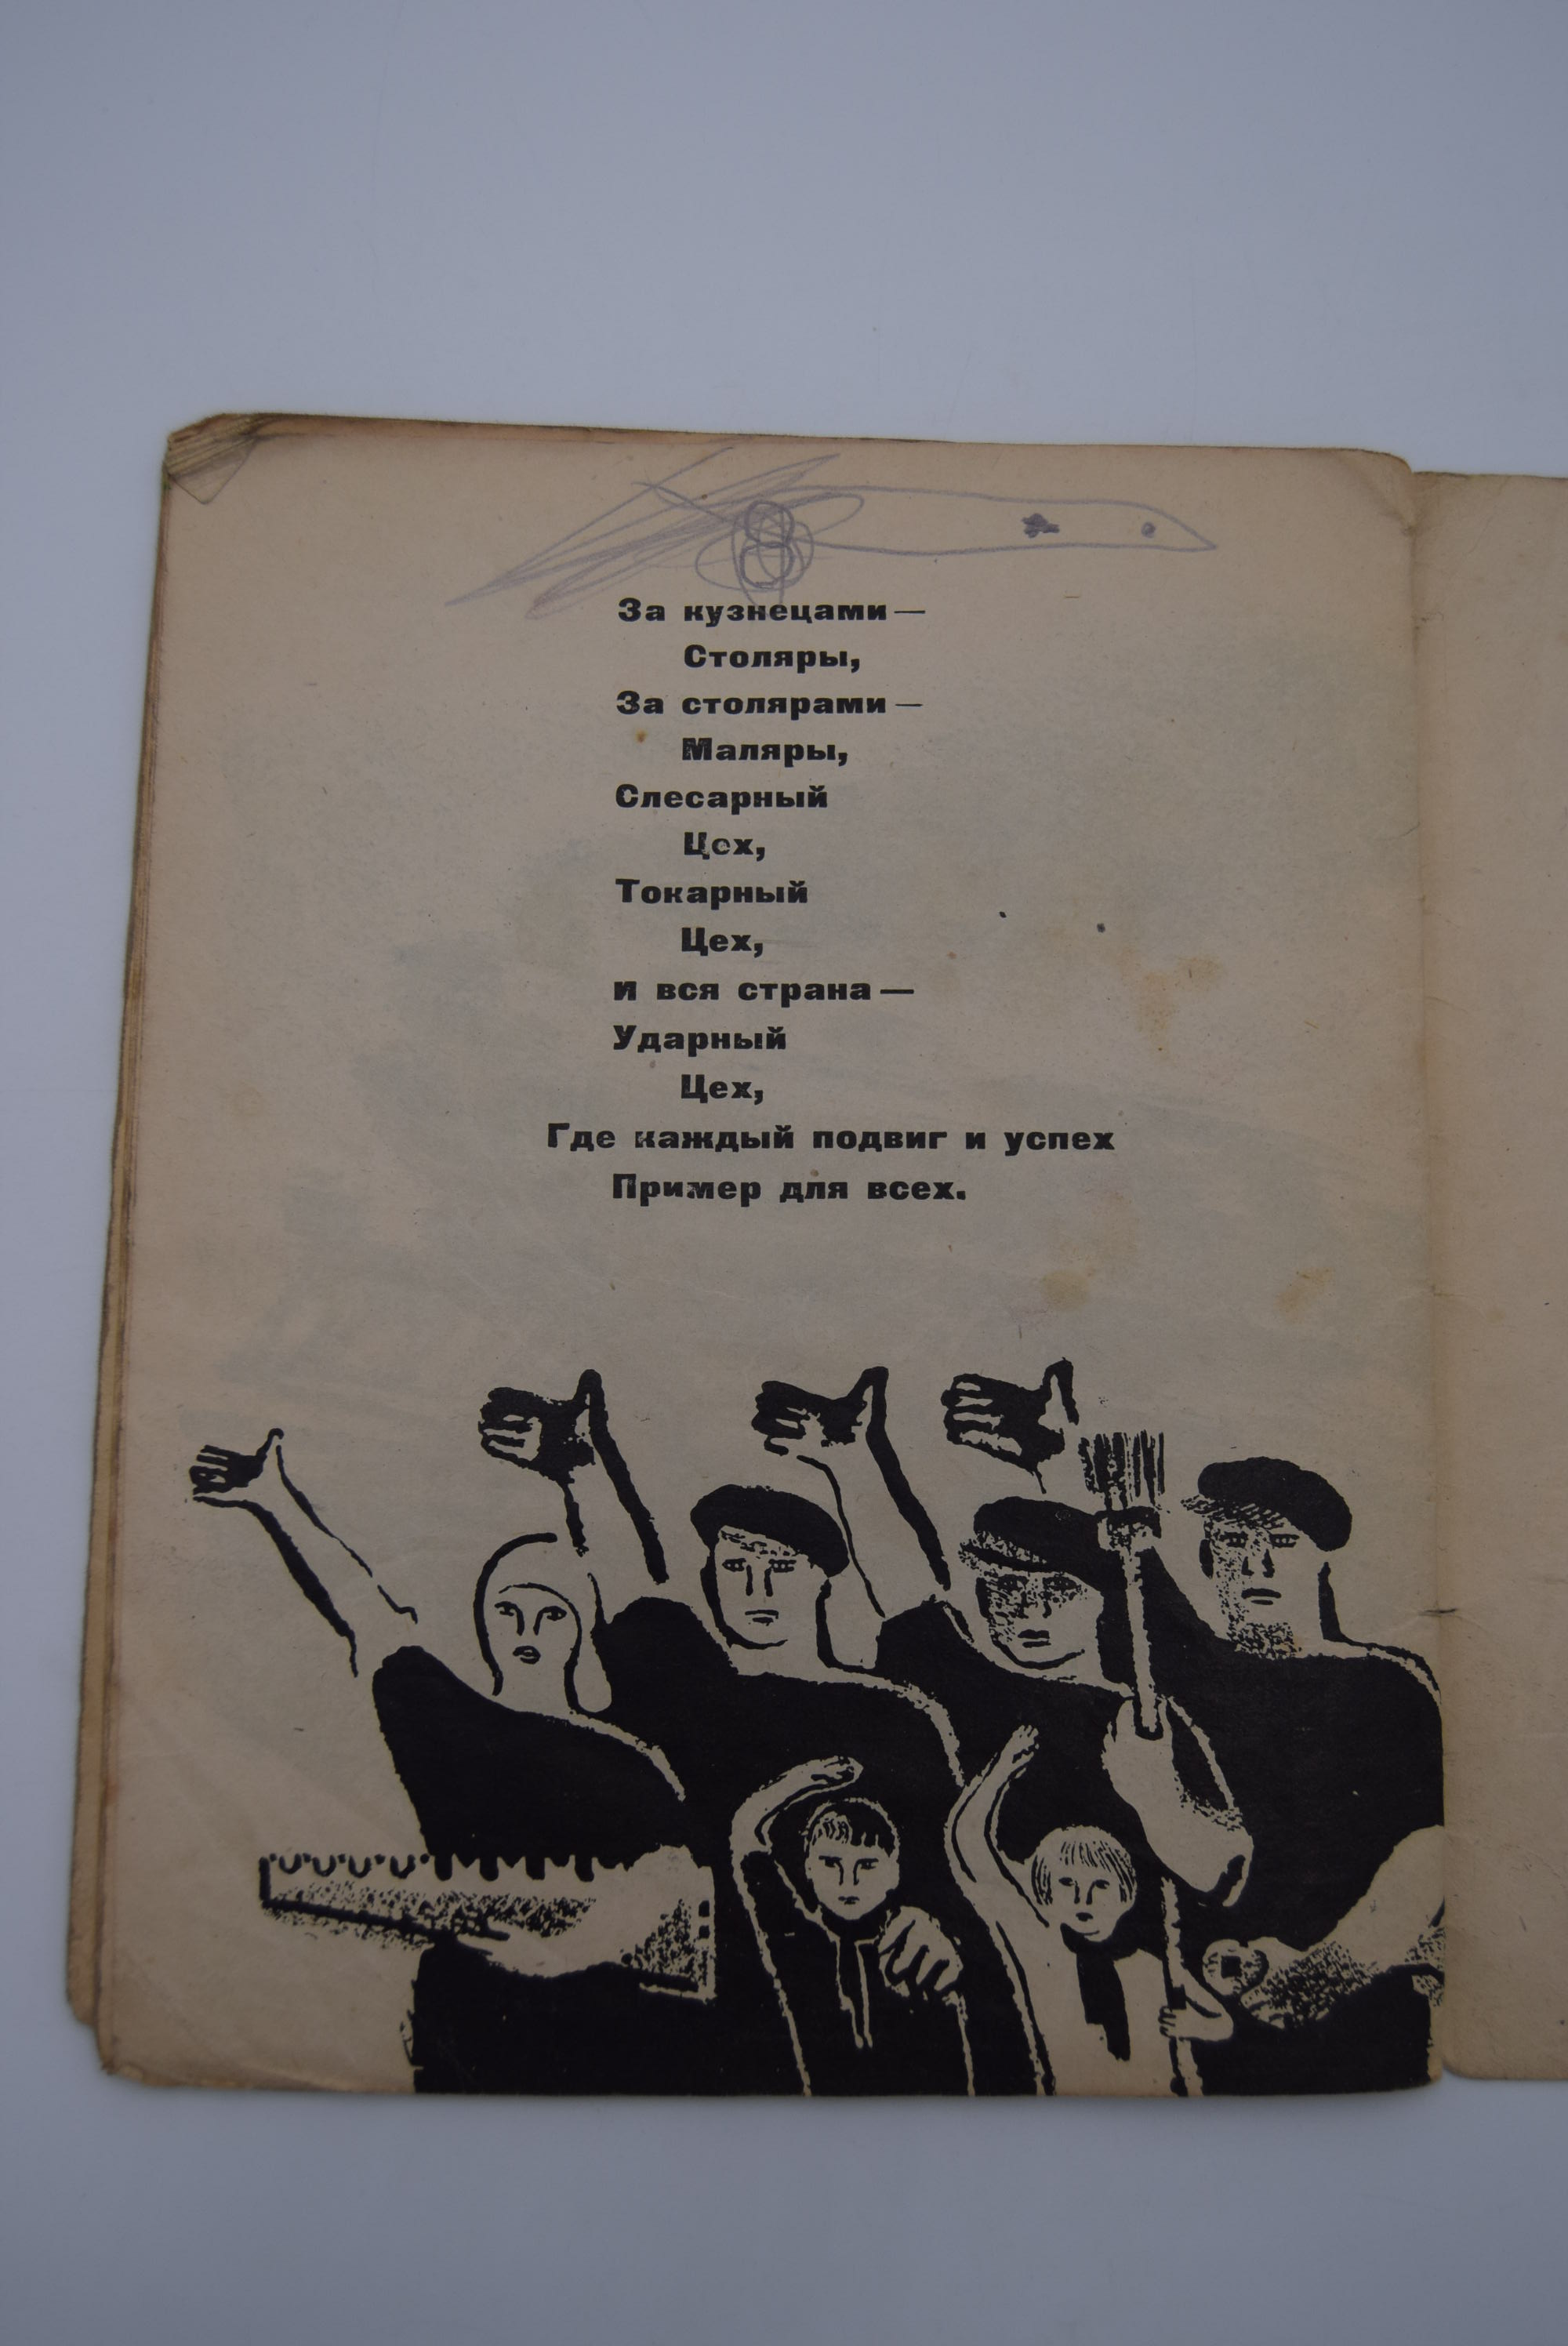 8
За кузнецами —
Столяры,
За столярами —
Маляры,
Слесарный
Цех,
Токарный
Цех,
и вся страна —
Ударный
Цех,
Где каждый подвиг и успех
Пример для всех.